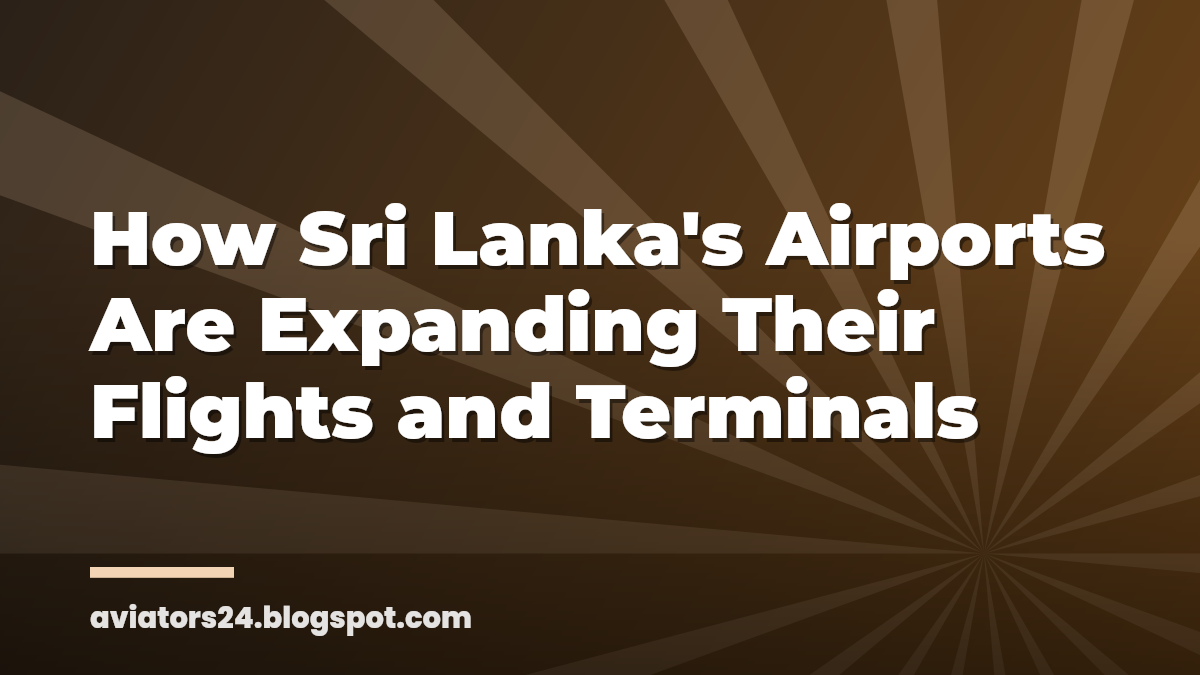 How Sri Lanka's Airports
Are Expanding Their
Flights and Terminals
aviators24.blogspot.com